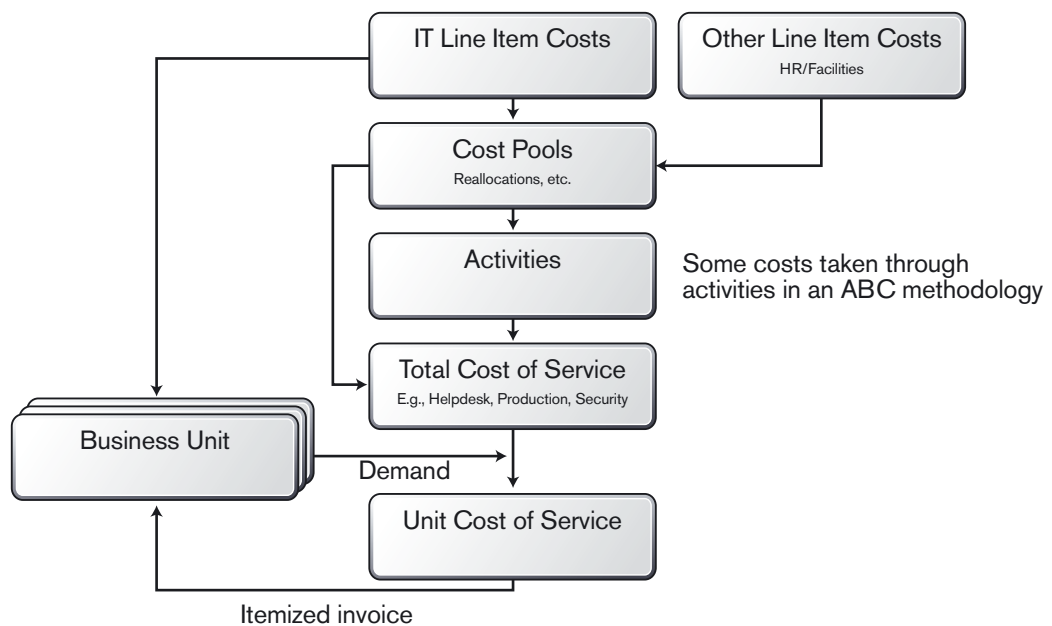 IT Line Item Costs
Other Line Item Costs
HR/Facilities
Cost Pools
Reallocations, etc.
Activities
Some costs taken through
activities in an ABC methodology
Total Cost of Service
E.g., Helpdesk, Production, Security
Business Unit
Demand
Unit Cost of Service
Itemized invoice